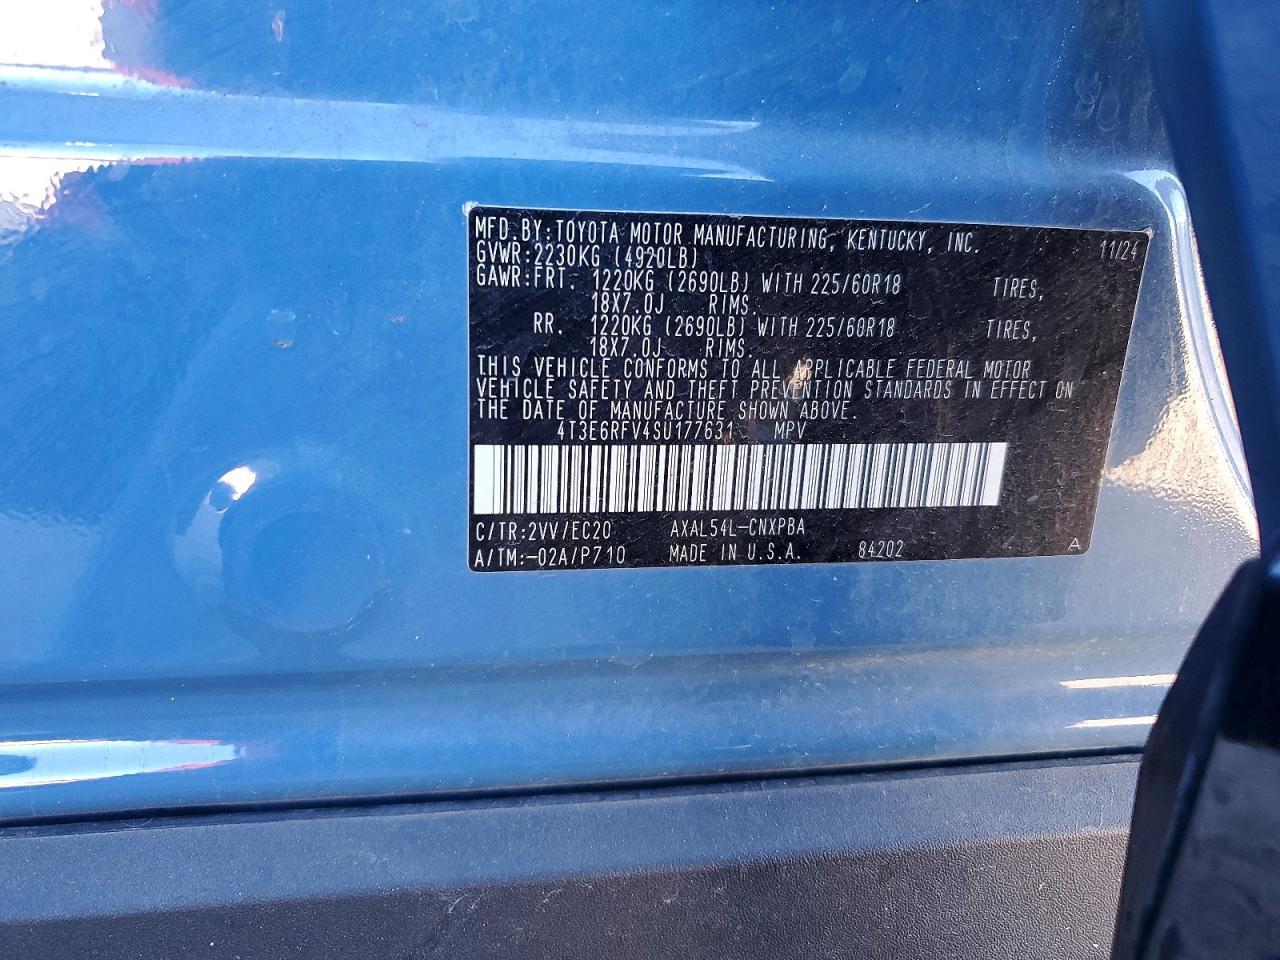 MFD.BY:TOYOTA MOTOR MANUFACTURING, KENTUCKY, INC. 11/24
GVWR:2230KG (4920LB)
GAWR:FRT. 1220KG (2690LB) WITH 225/60R18 TIRES,
18X7.0J RIMS.
RR. 1220KG (2690LB) WITH 225/60R18 TIRES,
18X7.0J RIMS.
THIS VEHICLE CONFORMS TO ALL APPLICABLE FEDERAL MOTOR
VEHICLE SAFETY AND THEFT PREVENTION STANDARDS IN EFFECT ON
THE DATE OF MANUFACTURE SHOWN ABOVE.
4T3E6RFV4SU177631 MPV
C/TR:2VV/EC20 AXAL54L-CNXPBA
A/TM:-02A/P710 MADE IN U.S.A. 84202 A